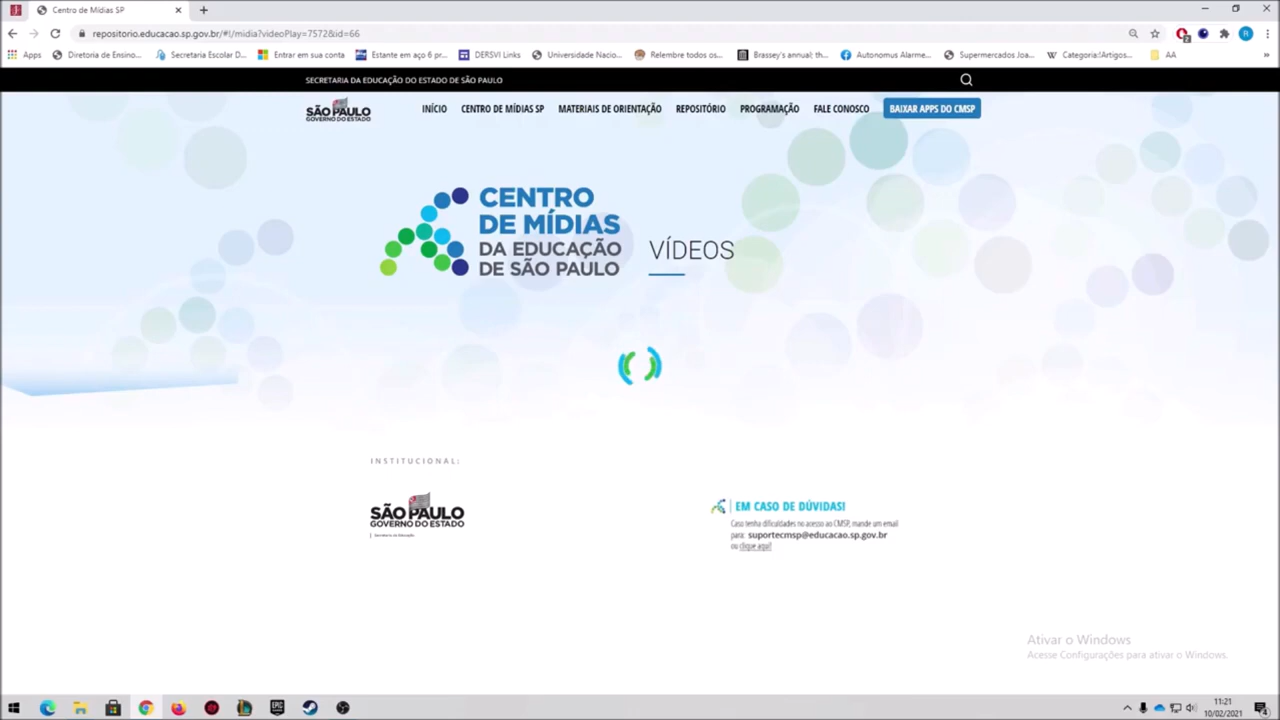 Centro de Mídias SP
repositorio.educacao.sp.gov.br/#!/midia?videoPlay=7572&id=66
Apps Diretoria de Ensino... Secretaria Escolar D... Entrar em sua conta Estante em aço 6 pr... DERSVI Links Universidade Nacio... Relembre todos os... Brassey's annual; th... Autonomus Alarme... Supermercados Joa... Categoria:!Artigos... AA
SECRETARIA DA EDUCAÇÃO DO ESTADO DE SÃO PAULO
SÃO PAULO
GOVERNO DO ESTADO
INÍCIO CENTRO DE MÍDIAS SP MATERIAIS DE ORIENTAÇÃO REPOSITÓRIO PROGRAMAÇÃO FALE CONOSCO BAIXAR APPS DO CMSP
CENTRO
DE MÍDIAS
DA EDUCAÇÃO
DE SÃO PAULO
VÍDEOS
INSTITUCIONAL:
SÃO PAULO
GOVERNO DO ESTADO
Secretaria da Educação
EM CASO DE DÚVIDAS!
Caso tenha dificuldades no acesso ao CMSP, mande um email
para: suportecmsp@educacao.sp.gov.br
ou clique aqui!
Ativar o Windows
Acesse Configurações para ativar o Windows.
11:21
10/02/2021